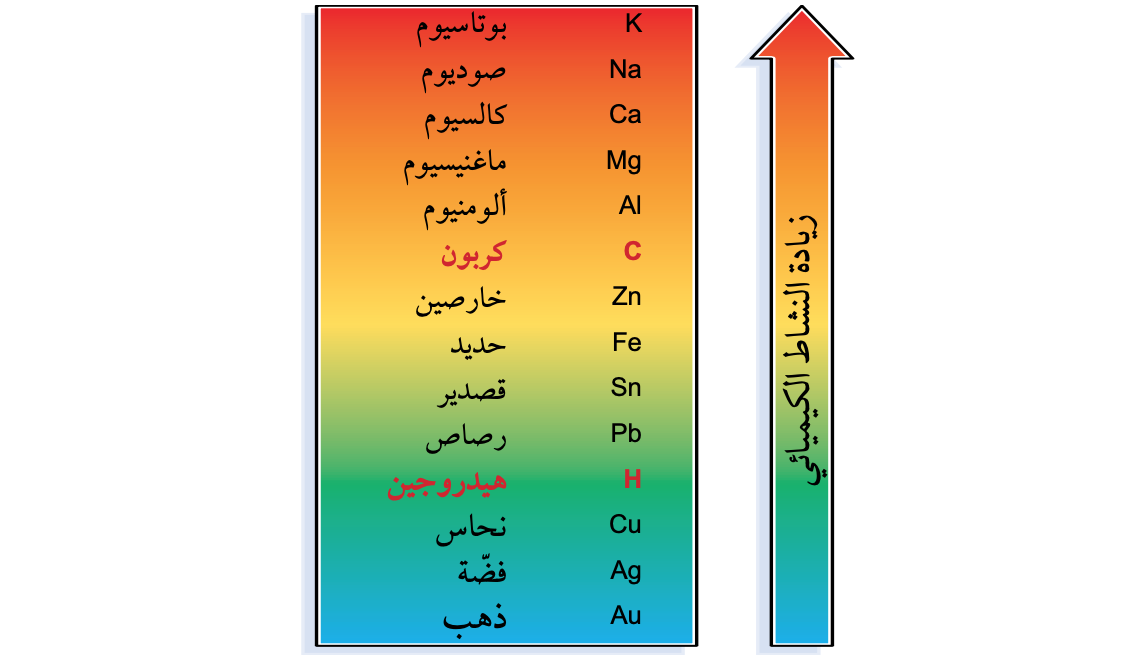 بوتاسيوم K
صوديوم Na
كالسيوم Ca
ماغنيسيوم Mg
ألومنيوم Al
كربون C
خارصين Zn
حديد Fe
قصدير Sn
رصاص Pb
هيدروجين H
نحاس Cu
فضّة Ag
ذهب Au
زيادة النشاط الكيميائي